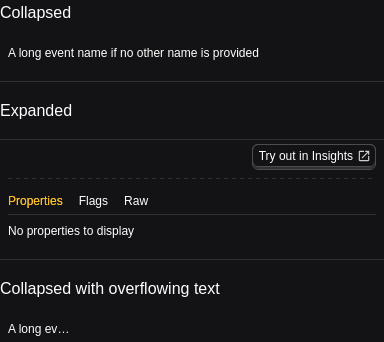 Collapsed
A long event name if no other name is provided
Expanded
Try out in Insights
Properties Flags Raw
No properties to display
Collapsed with overflowing text
A long ev…